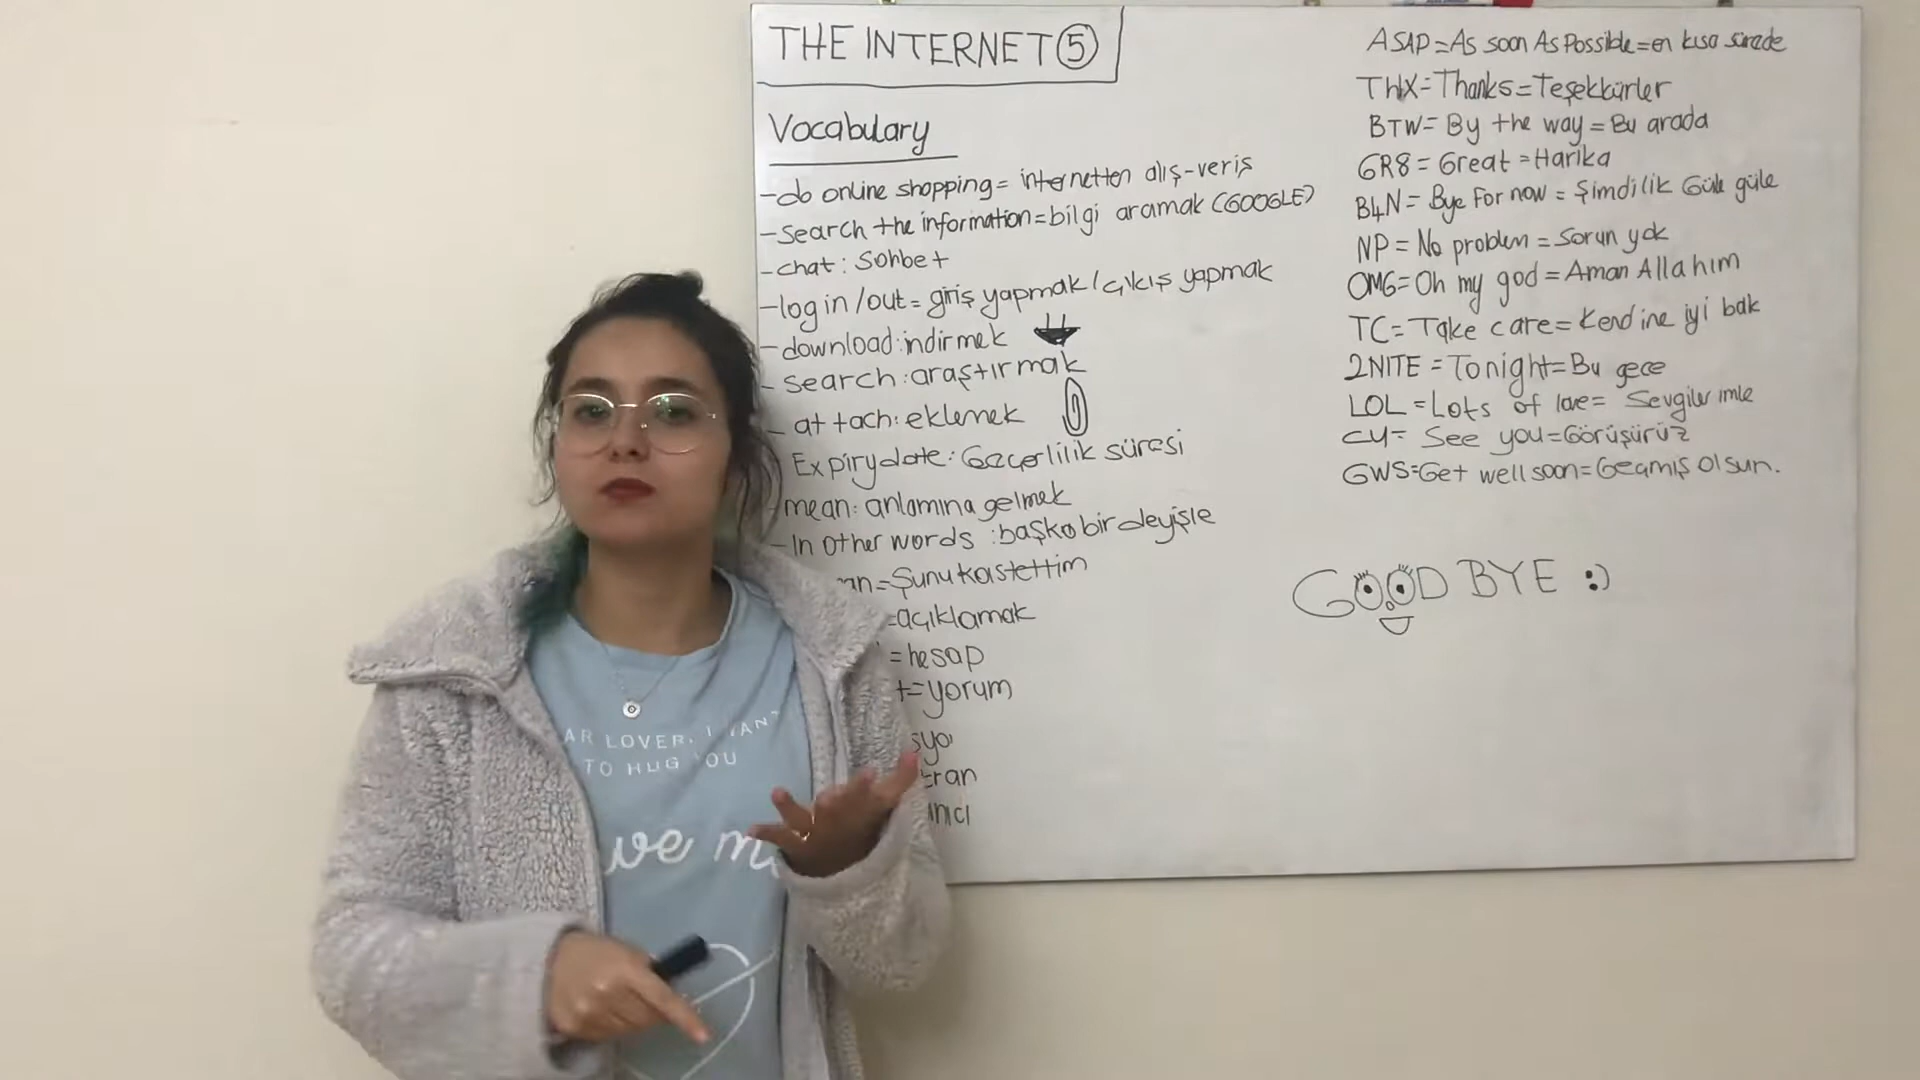 THE INTERNET 5
Vocabulary
-do online shopping= internetten alış-veriş
-Search the information=bilgi aramak (GOOGLE)
-chat: Sohbet
-log in/out= giriş yapmak/çıkış yapmak
-download:indirmek
-search:araştırmak
-attach:eklemek
Expiry date: Geçerlilik süresi
-mean: anlamına gelmek
-In other words :başka bir deyişle
=Şunu kastettim
=açıklamak
=hesap
=yorum
ASAP=As soon As Possible=en kısa sürede
THX=Thanks=Teşekkürler
BTW= By the way = Bu arada
GR8= Great =Harika
B4N= Bye For now = Şimdilik Güle güle
NP= No problem = Sorun yok
OMG=Oh my god=Aman Allahım
TC=Take care=Kendine iyi bak
2NITE=Tonight=Bu gece
LOL=Lots of love= Sevgilerimle
CU= See you=Görüşürüz
GWS=Get well soon=Geçmiş Olsun.
GOOD BYE :)
LOVER, I WANT
TO HUG YOU